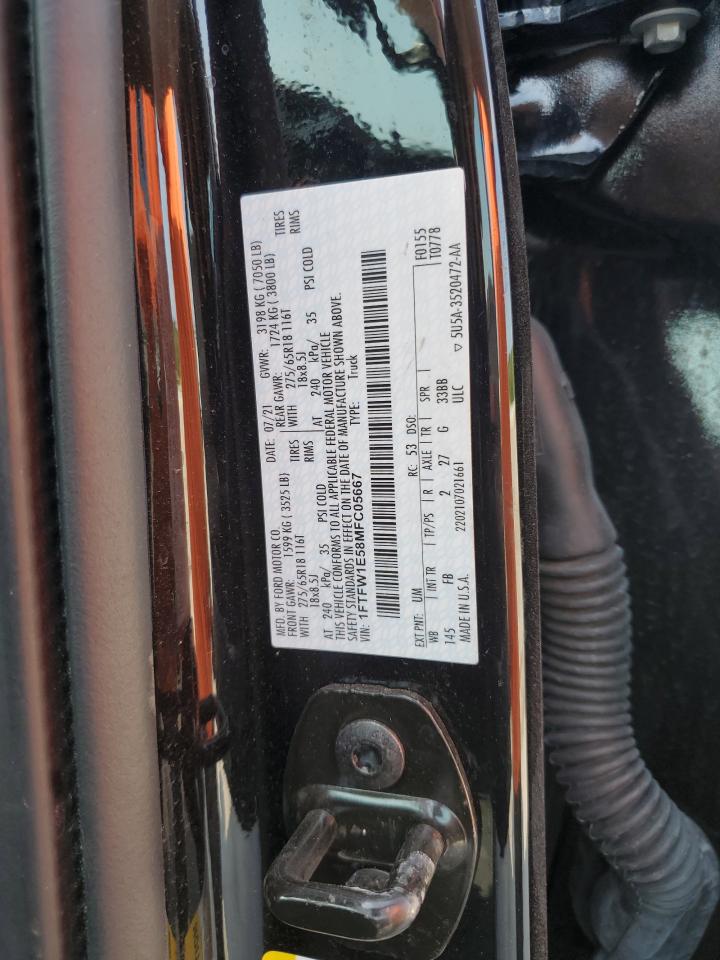 MFD. BY FORD MOTOR CO.
DATE: 07/21 GVWR: 3198 KG ( 7050 LB)
FRONT GAWR: 1599 KG ( 3525 LB) REAR GAWR: 1724 KG ( 3800 LB)
WITH 275/65R18 116T TIRES WITH 275/65R18 116T TIRES
18x8.5J RIMS 18x8.5J RIMS
AT 240 kPa/ 35 PSI COLD AT 240 kPa/ 35 PSI COLD
THIS VEHICLE CONFORMS TO ALL APPLICABLE FEDERAL MOTOR VEHICLE
SAFETY STANDARDS IN EFFECT ON THE DATE OF MANUFACTURE SHOWN ABOVE.
VIN: 1FTFW1E58MFC05667 TYPE: Truck
EXT PNT: UM RC: 53 DSO: F0155
WB INT TR TP/PS R AXLE TR SPR T0778
145 FB 2 27 G 33BB
MADE IN U.S.A. 2202107021661 ULC ▽ 5U5A-3520472-AA